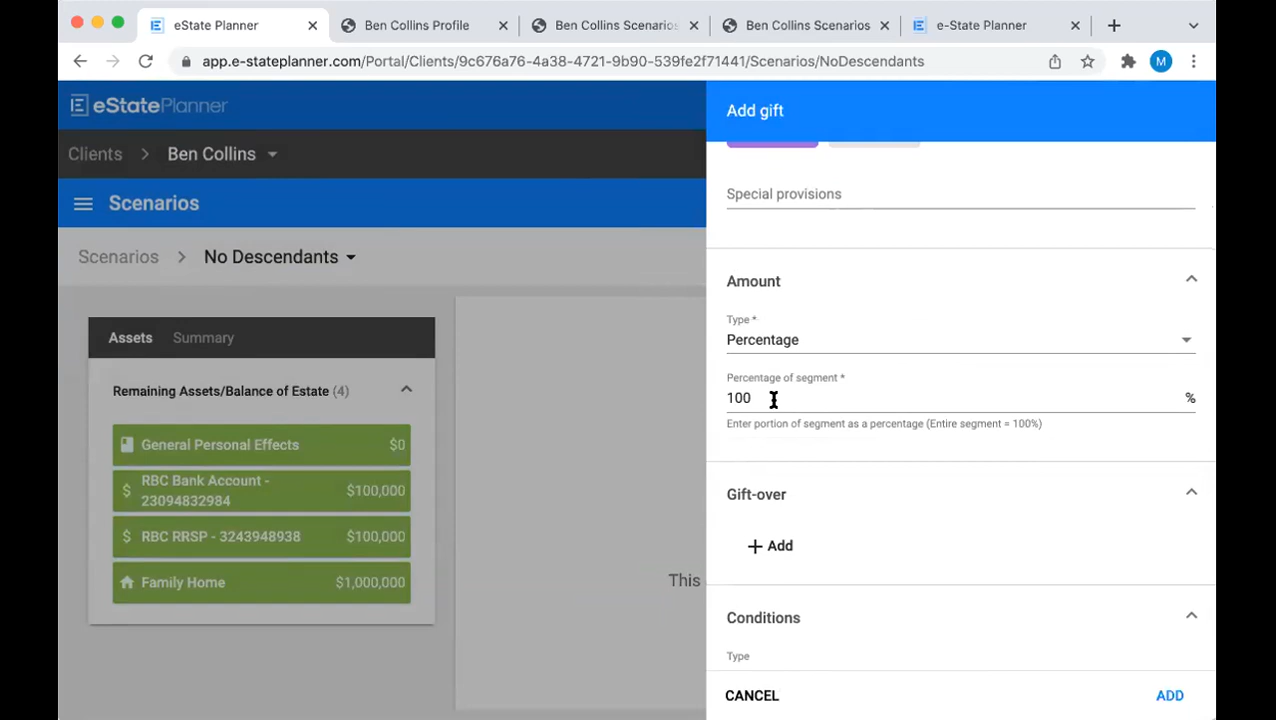 eState Planner
Ben Collins Profile
Ben Collins Scenarios
Ben Collins Scenarios
e-State Planner
app.e-stateplanner.com/Portal/Clients/9c676a76-4a38-4721-9b90-539fe2f71441/Scenarios/NoDescendants
M
eStatePlanner
Add gift
Clients
Ben Collins
Special provisions
Scenarios
Scenarios
No Descendants
Amount
Type *
Percentage
Assets
Summary
Percentage of segment *
100
%
Enter portion of segment as a percentage (Entire segment = 100%)
Remaining Assets/Balance of Estate (4)
General Personal Effects
$0
RBC Bank Account -
23094832984
$100,000
RBC RRSP - 3243948938
$100,000
Family Home
$1,000,000
This
Gift-over
+ Add
Conditions
Type
CANCEL
ADD